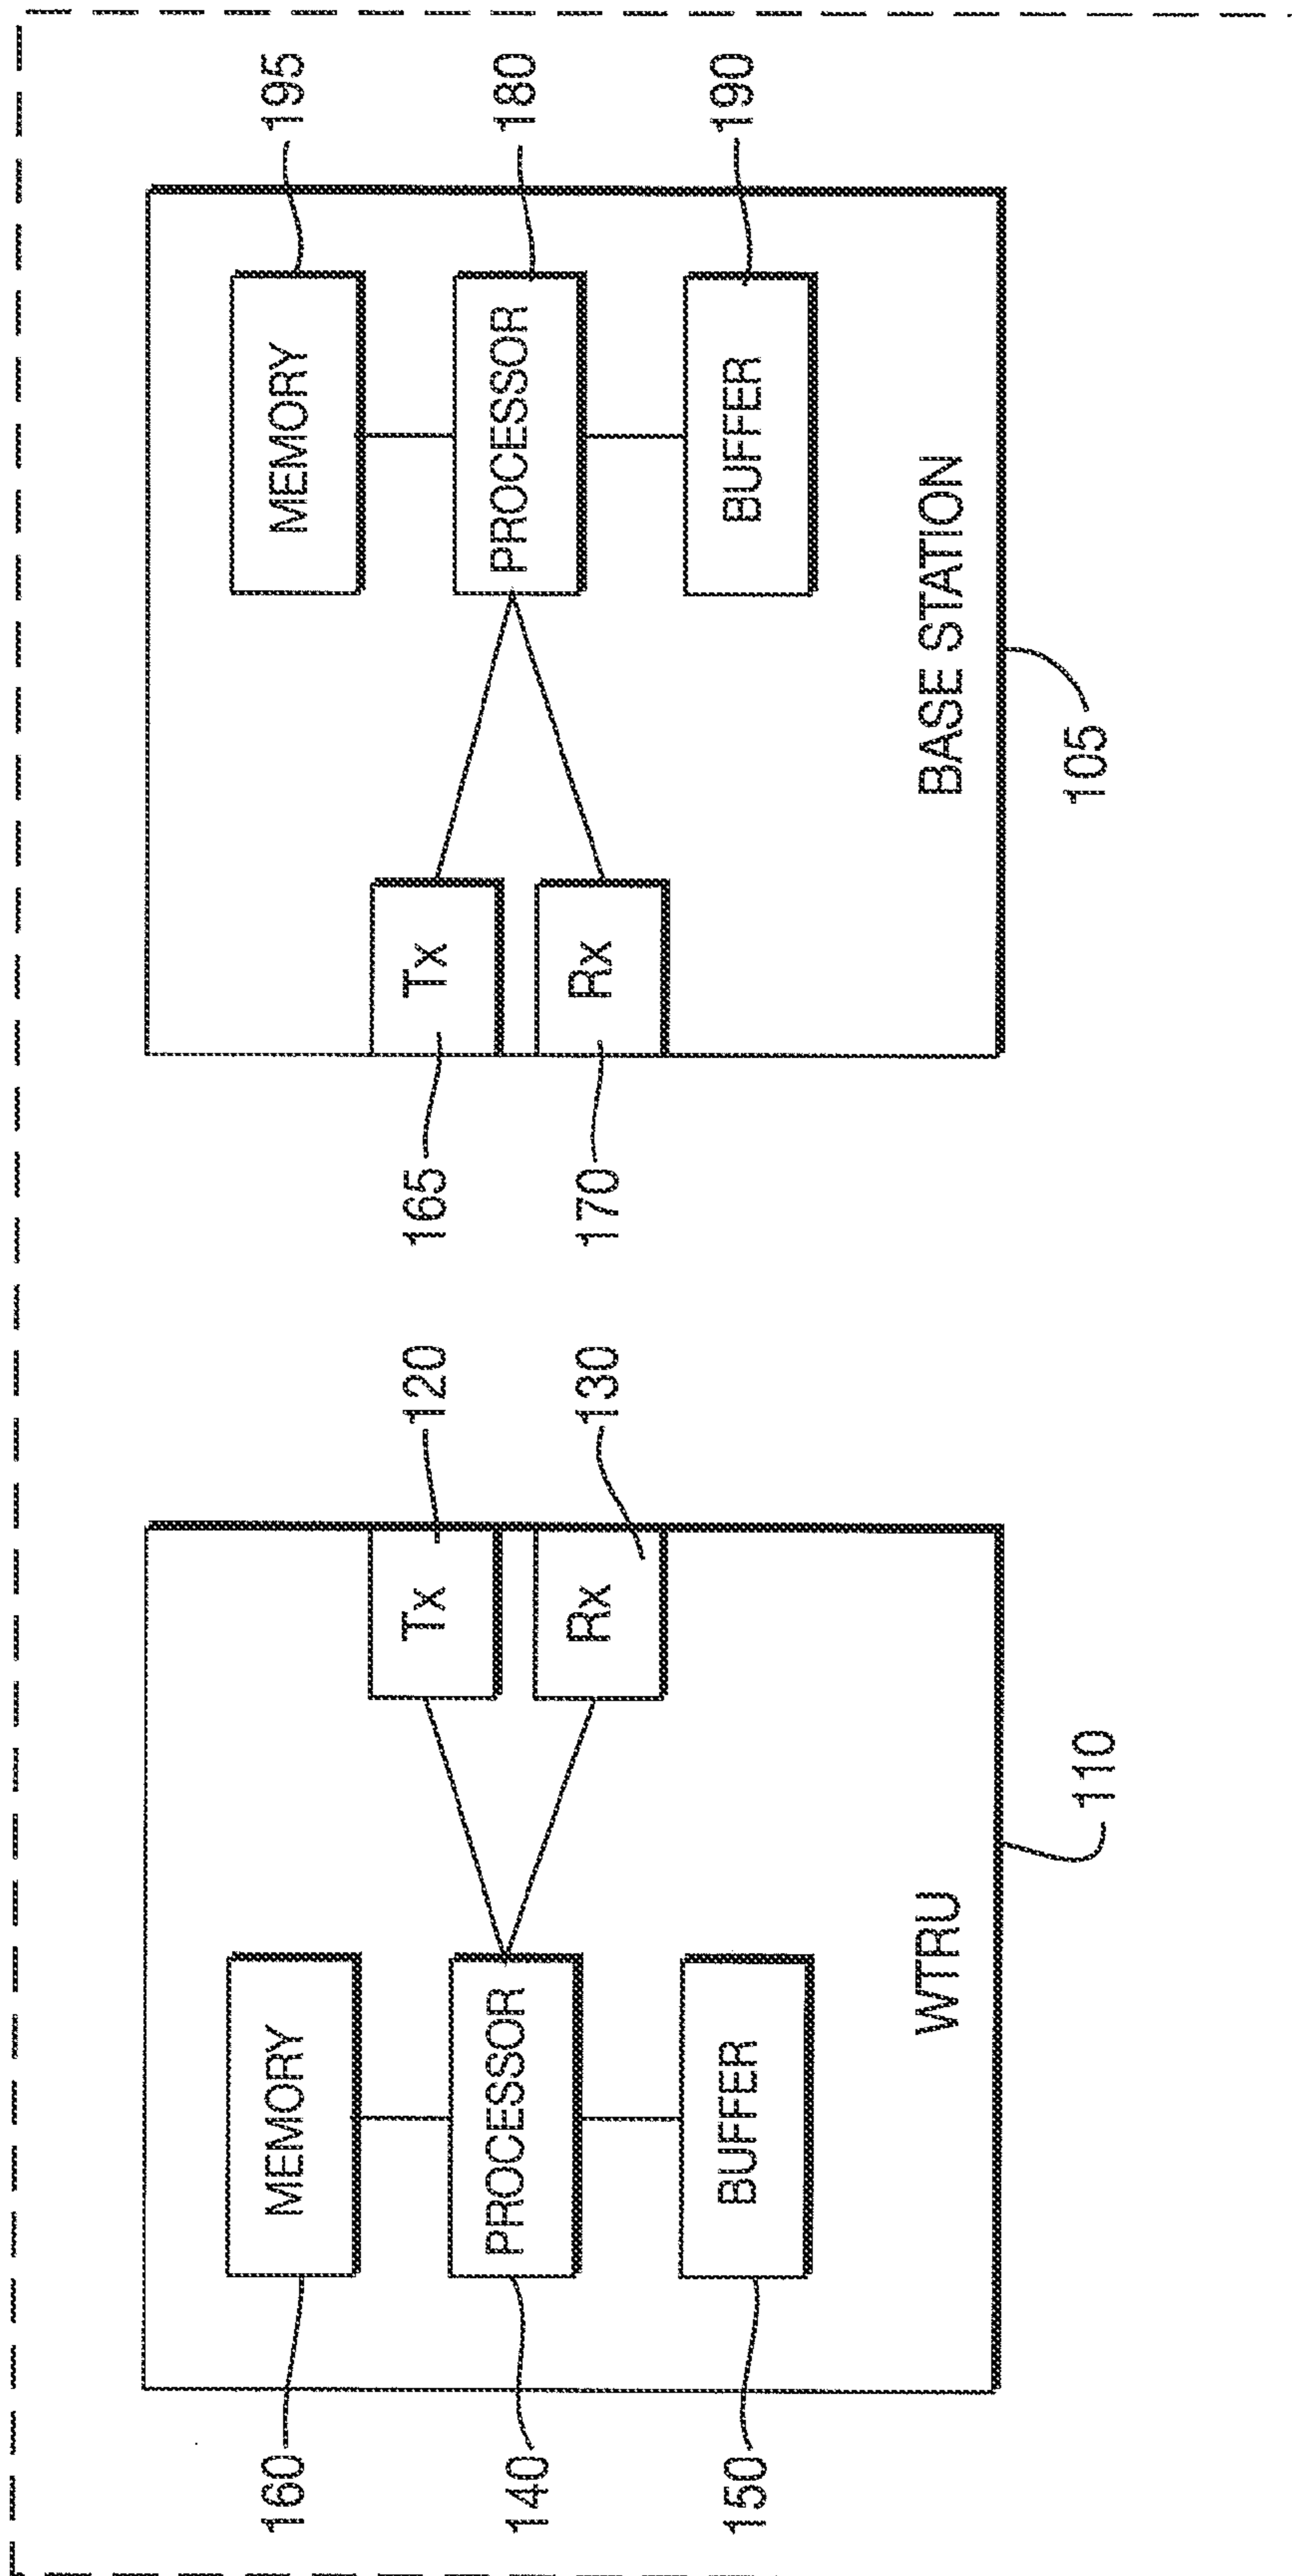 160
MEMORY
140
PROCESSOR
150
BUFFER
Tx
120
Rx
130
WTRU
110
165
Tx
170
Rx
MEMORY
195
PROCESSOR
180
BUFFER
190
BASE STATION
105